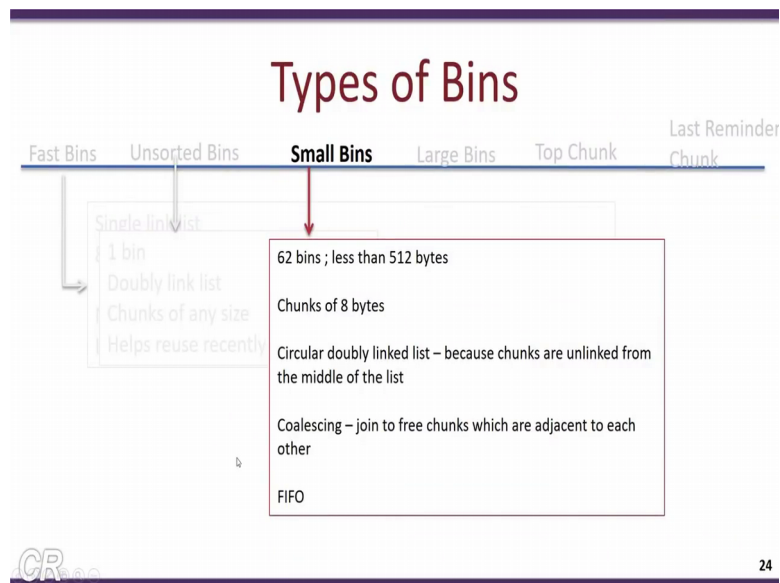 Types of Bins
Fast Bins
Unsorted Bins
Small Bins
Large Bins
Top Chunk
Last Reminder
Chunk
Single link list
1 bin
Doubly link list
Chunks of any size
Helps reuse recently
62 bins ; less than 512 bytes
Chunks of 8 bytes
Circular doubly linked list – because chunks are unlinked from
the middle of the list
Coalescing – join to free chunks which are adjacent to each
other
FIFO
CR
24